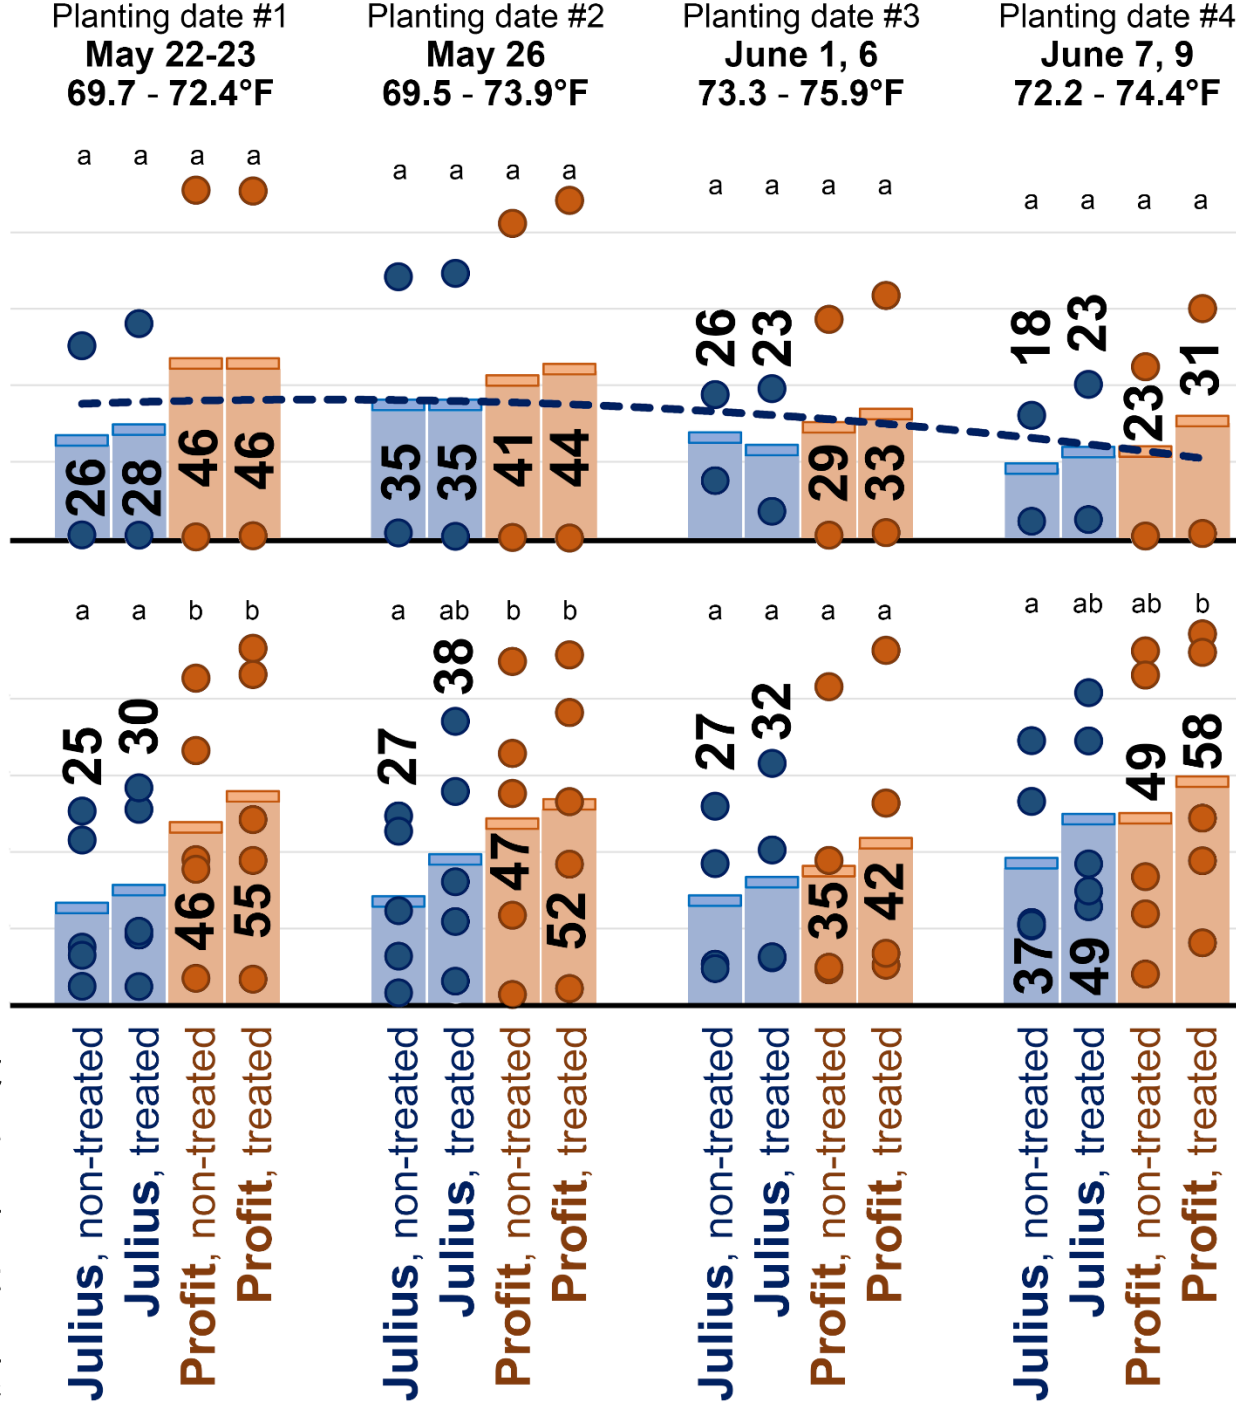 Planting date #1
May 22-23
69.7 - 72.4°F
Planting date #2
May 26
69.5 - 73.9°F
Planting date #3
June 1, 6
73.3 - 75.9°F
Planting date #4
June 7, 9
72.2 - 74.4°F
a a a a
a a a a
a a a a
a a a a
26 28 46 46
35 35 41 44
26 23 29 33
18 23 23 31
a a b b
a ab b b
a a a a
a ab ab b
25 30 46 55
27 38 47 52
27 32 35 42
37 49 49 58
Julius, non-treated
Julius, treated
Profit, non-treated
Profit, treated
Julius, non-treated
Julius, treated
Profit, non-treated
Profit, treated
Julius, non-treated
Julius, treated
Profit, non-treated
Profit, treated
Julius, non-treated
Julius, treated
Profit, non-treated
Profit, treated